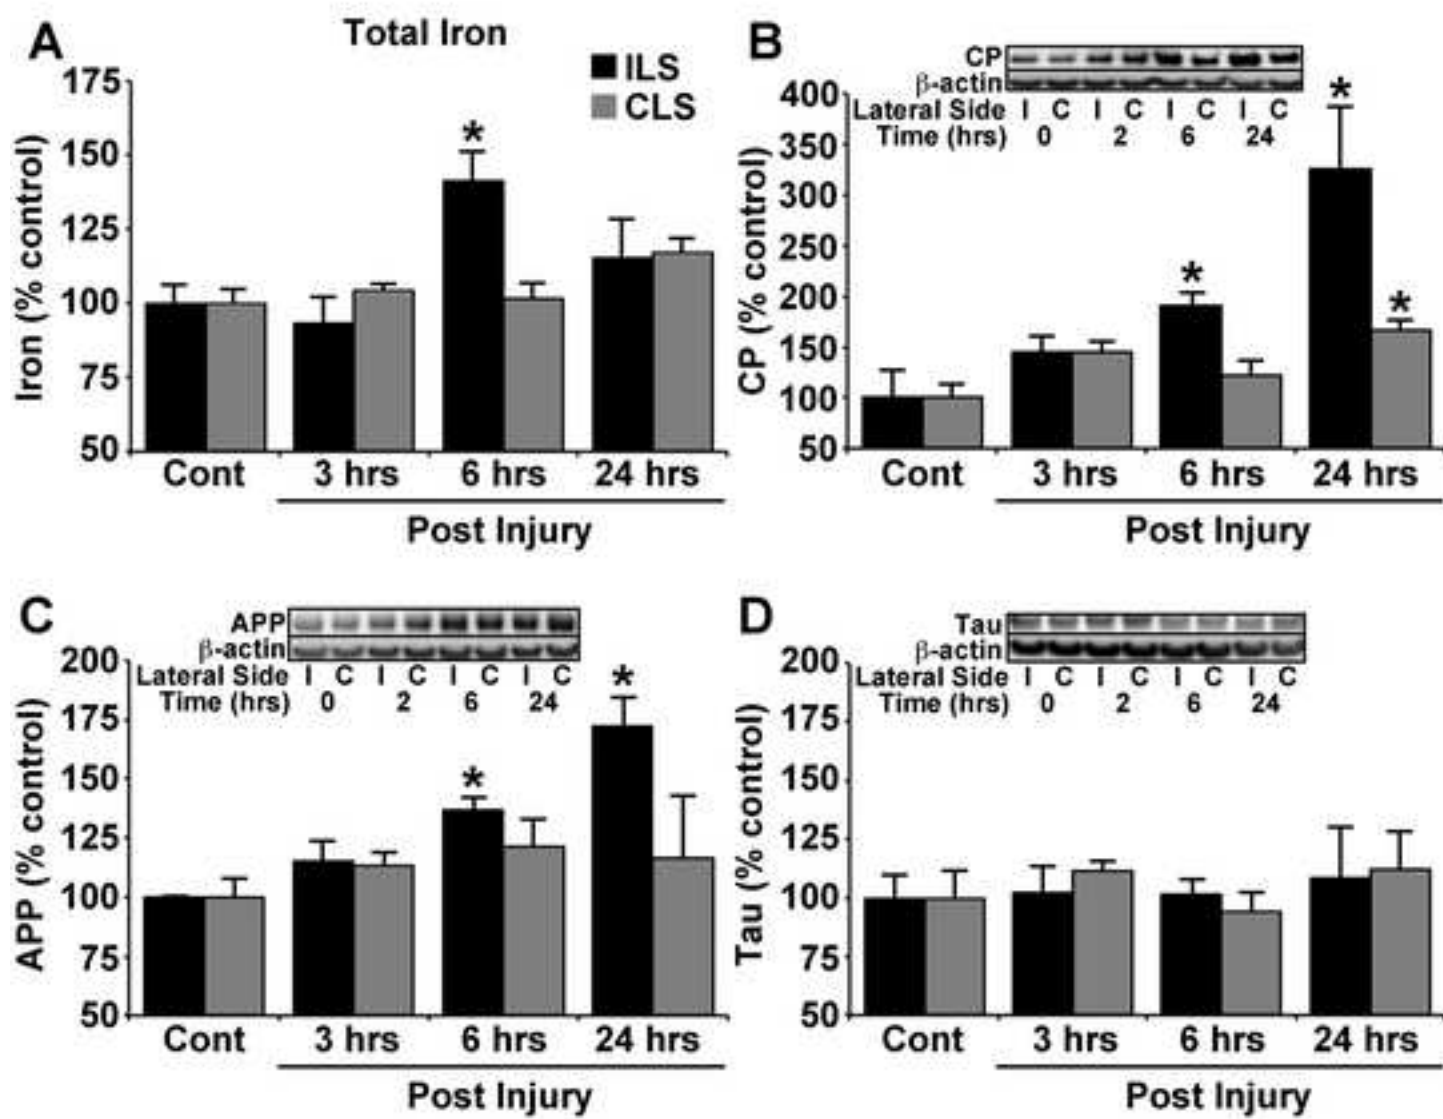 A
Total Iron
ILS
CLS
175
150
125
100
75
50
Iron (% control)
*
Cont 3 hrs 6 hrs 24 hrs
Post Injury
B
CP
β-actin
Lateral Side I C I C I C I C
Time (hrs) 0 2 6 24
400
350
300
250
200
150
100
50
CP (% control)
*
*
*
Cont 3 hrs 6 hrs 24 hrs
Post Injury
C
APP
β-actin
Lateral Side I C I C I C I C
Time (hrs) 0 2 6 24
200
175
150
125
100
75
50
APP (% control)
*
*
Cont 3 hrs 6 hrs 24 hrs
Post Injury
D
Tau
β-actin
Lateral Side I C I C I C I C
Time (hrs) 0 2 6 24
200
175
150
125
100
75
50
Tau (% control)
Cont 3 hrs 6 hrs 24 hrs
Post Injury